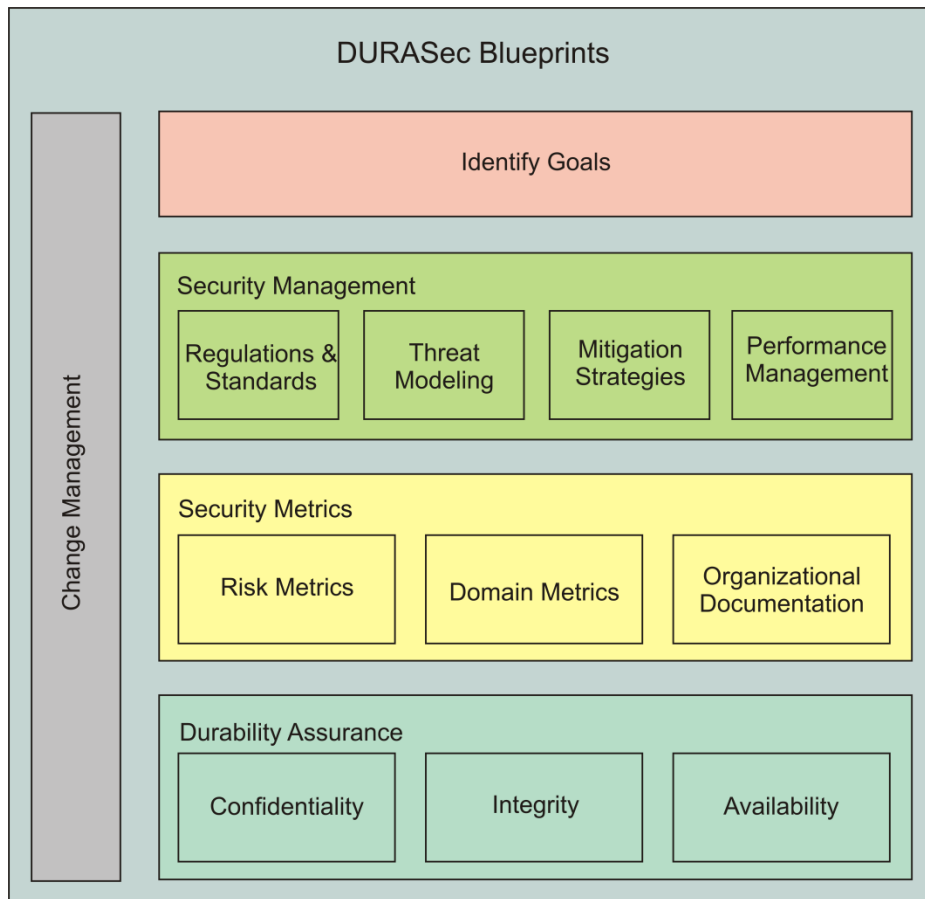 DURASec Blueprints
Change Management
Identify Goals
Security Management
Regulations &
Standards
Threat
Modeling
Mitigation
Strategies
Performance
Management
Security Metrics
Risk Metrics
Domain Metrics
Organizational
Documentation
Durability Assurance
Confidentiality
Integrity
Availability